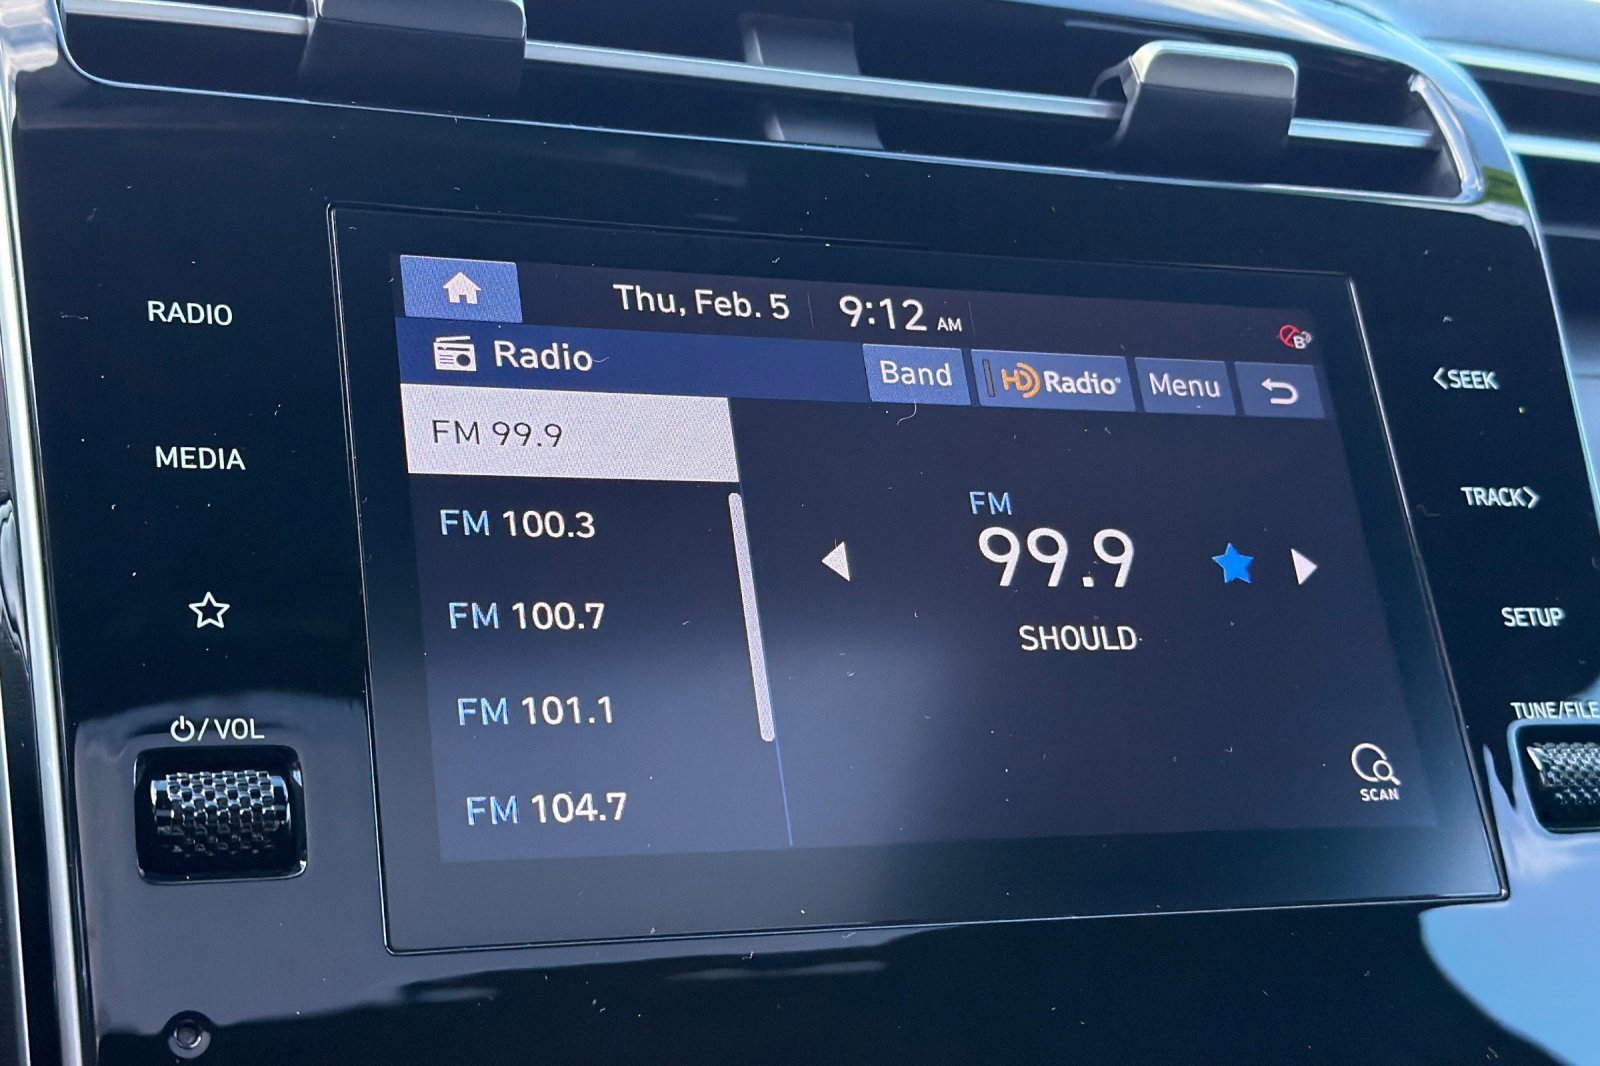 Thu, Feb. 5 9:12 AM
B
Radio Band HD Radio Menu
FM 99.9
FM 100.3
FM 100.7
FM 101.1
FM 104.7
FM
99.9
SHOULD
SCAN
RADIO
MEDIA
/ VOL
<SEEK
TRACK>
SETUP
TUNE/FILE